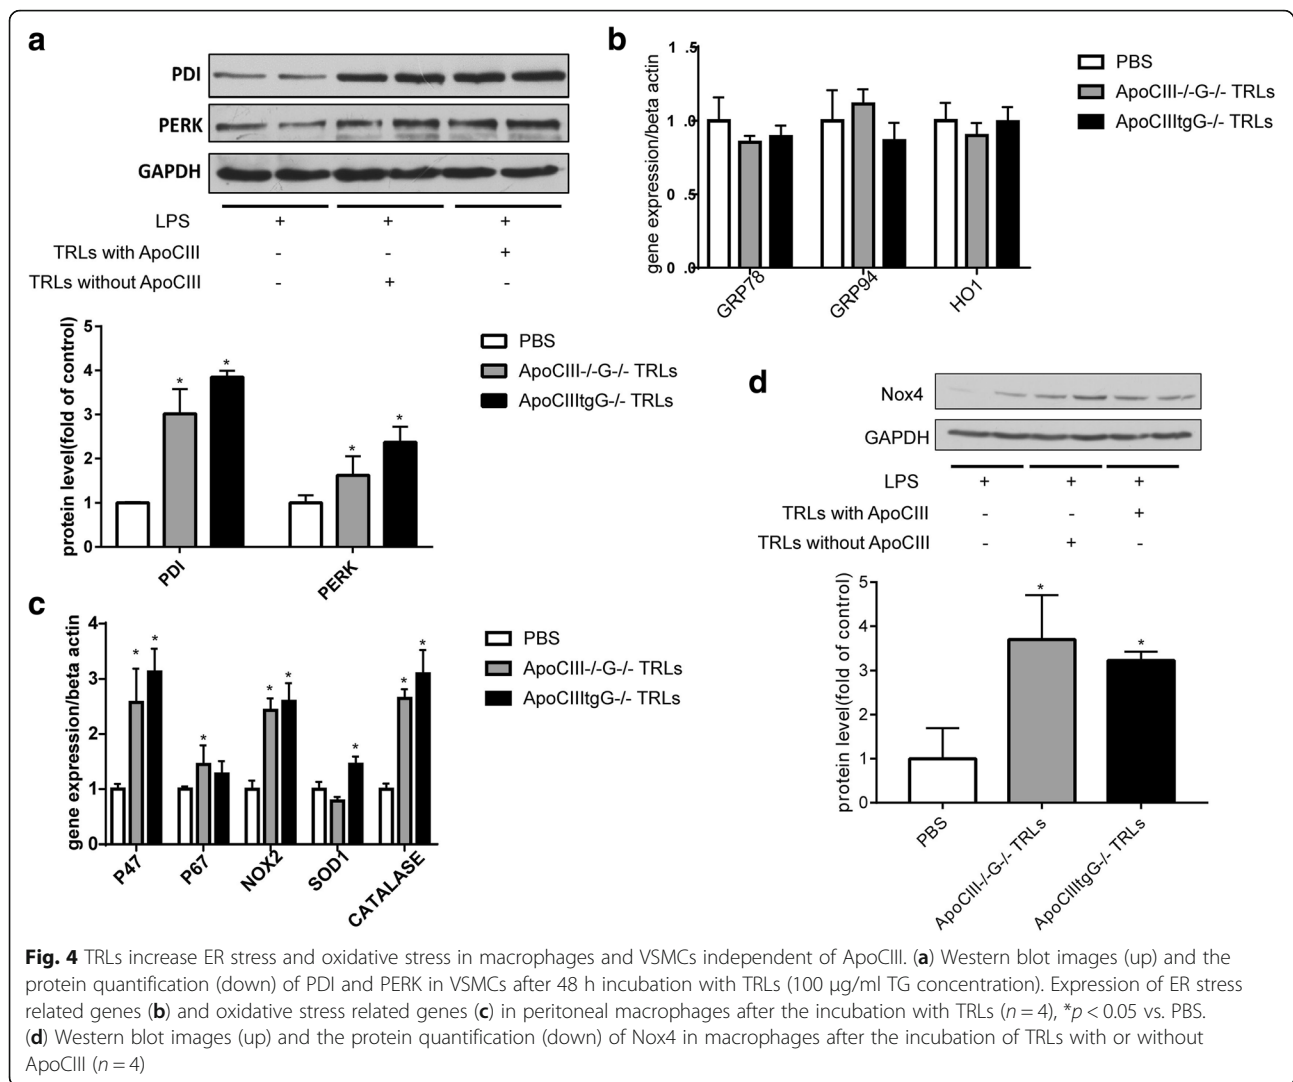 a
PDI
PERK
GAPDH
LPS + + +
TRLs with ApoCIII - - +
TRLs without ApoCIII - + -
protein level(fold of control)
5
4
3
2
1
0
* * * *
PDI PERK
PBS
ApoCIII-/-G-/- TRLs
ApoCIIItgG-/- TRLs
b
gene expression/beta actin
1 .5
1 .0
0 .5
0 .0
GRP78 GRP94 HO1
PBS
ApoCIII-/-G-/- TRLs
ApoCIIItgG-/- TRLs
c
gene expression/beta actin
4
3
2
1
0
* * * * * * * *
P47 P67 NOX2 SOD1 CATALASE
PBS
ApoCIII-/-G-/- TRLs
ApoCIIItgG-/- TRLs
d
Nox4
GAPDH
LPS + + +
TRLs with ApoCIII - - +
TRLs without ApoCIII - + -
protein level(fold of control)
5
4
3
2
1
0
* *
PBS ApoCIII-/-G-/- TRLs ApoCIIItgG-/- TRLs
Fig. 4 TRLs increase ER stress and oxidative stress in macrophages and VSMCs independent of ApoCIII. (a) Western blot images (up) and the
protein quantification (down) of PDI and PERK in VSMCs after 48 h incubation with TRLs (100 μg/ml TG concentration). Expression of ER stress
related genes (b) and oxidative stress related genes (c) in peritoneal macrophages after the incubation with TRLs (n = 4), *p < 0.05 vs. PBS.
(d) Western blot images (up) and the protein quantification (down) of Nox4 in macrophages after the incubation of TRLs with or without
ApoCIII (n = 4)